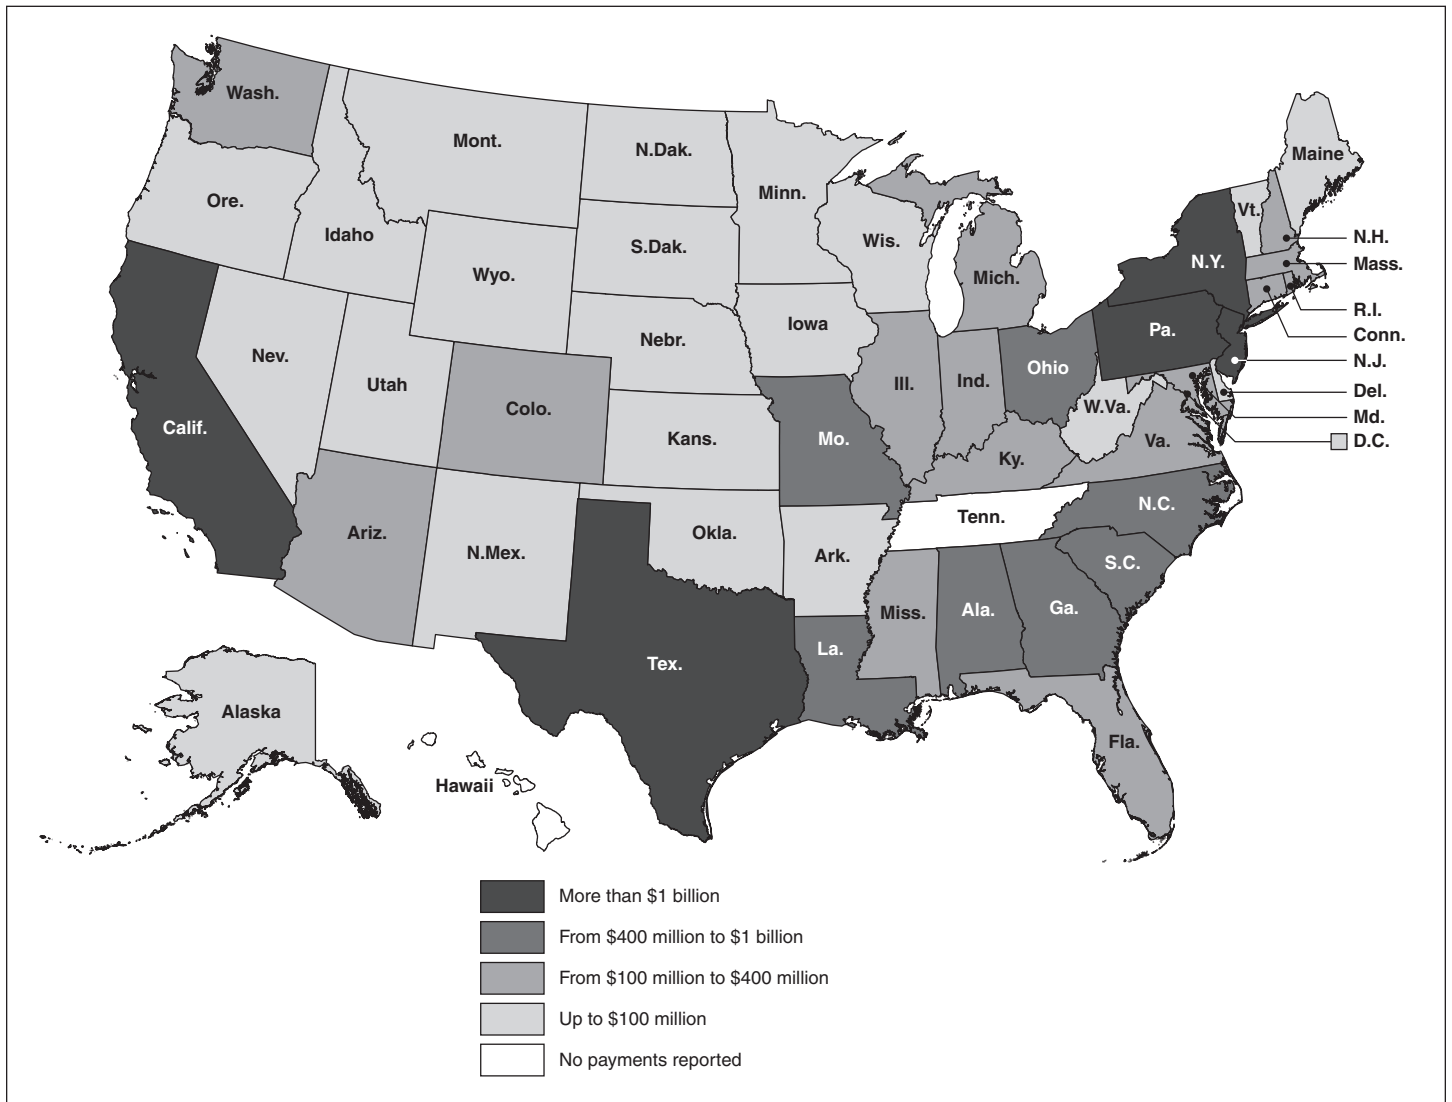 Wash.
Maine
Mont.
N.Dak.
Minn.
Ore.
Vt.
Idaho
S.Dak.
Wis.
N.H.
N.Y.
Mass.
Wyo.
Mich.
R.I.
Iowa
Pa.
Conn.
Nebr.
Nev.
N.J.
Ohio
Utah
Ill.
Ind.
Del.
Colo.
W.Va.
Md.
Calif.
Kans.
Mo.
Va.
D.C.
Ky.
N.C.
Tenn.
Ariz.
Okla.
N.Mex.
Ark.
S.C.
Miss.
Ala.
Ga.
La.
Tex.
Alaska
Fla.
Hawaii
More than $1 billion
From $400 million to $1 billion
From $100 million to $400 million
Up to $100 million
No payments reported